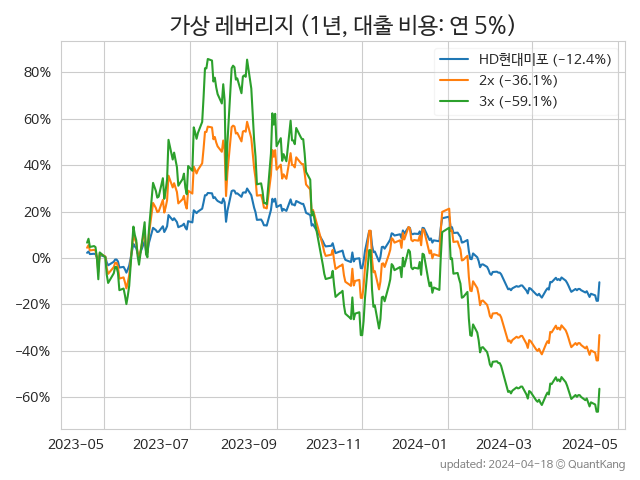 가상 레버리지 (1년, 대출 비용: 연 5%)
HD현대미포 (−12.4%)
2x (−36.1%)
3x (−59.1%)
80%
60%
40%
20%
0%
−20%
−40%
−60%
2023-05 2023-07 2023-09 2023-11 2024-01 2024-03 2024-05
updated: 2024-04-18 © QuantKang